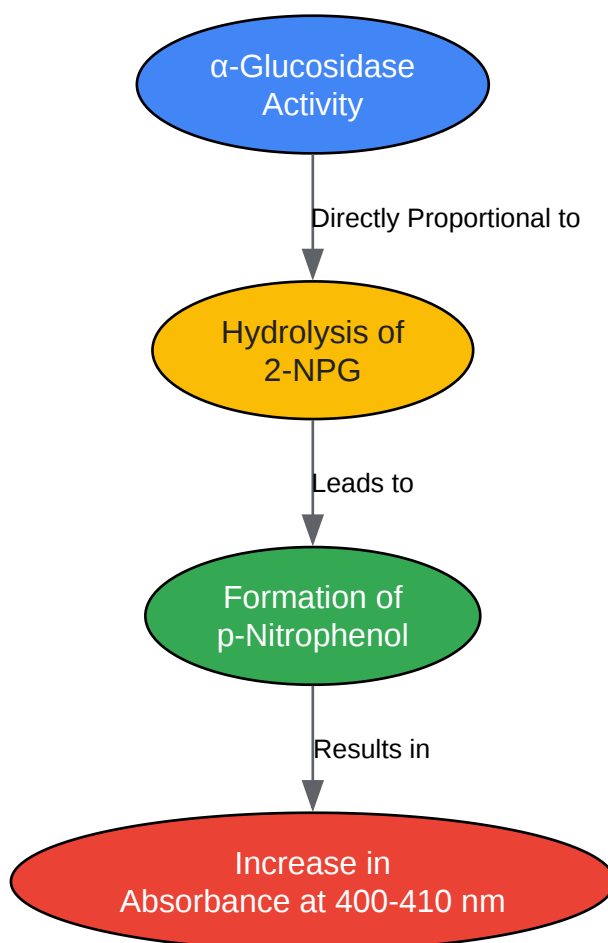 α-Glucosidase
Activity
Directly Proportional to
Hydrolysis of
2-NPG
Leads to
Formation of
p-Nitrophenol
Results in
Increase in
Absorbance at 400-410 nm